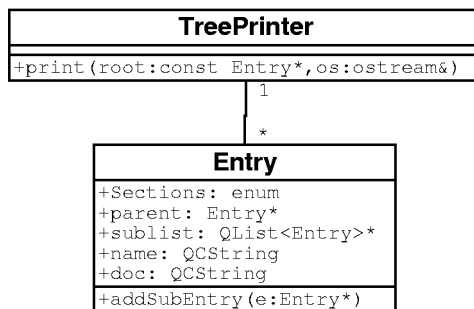 TreePrinter
+print(root:const Entry*,os:ostream&)
1
*
Entry
+Sections: enum
+parent: Entry*
+sublist: QList<Entry>*
+name: QCString
+doc: QCString
+addSubEntry(e:Entry*)